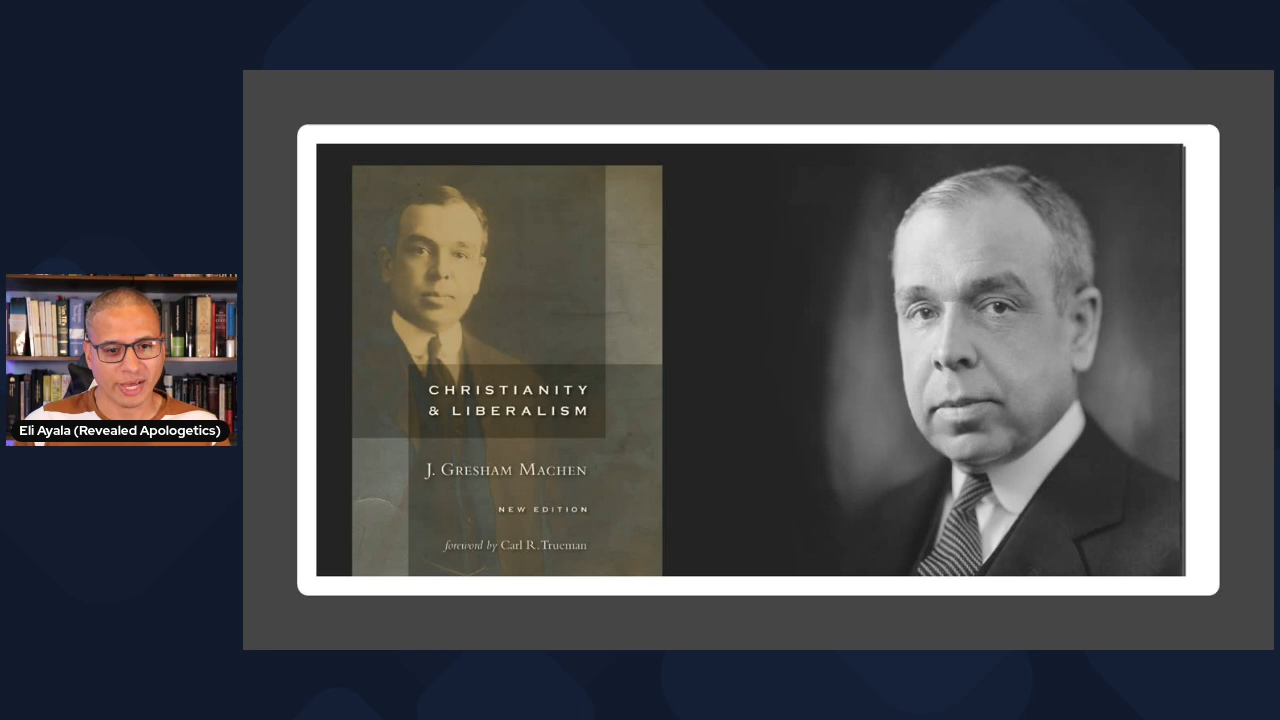 CHRISTIANITY
& LIBERALISM
J. GRESHAM MACHEN
NEW EDITION
foreword by Carl R. Trueman
Eli Ayala (Revealed Apologetics)